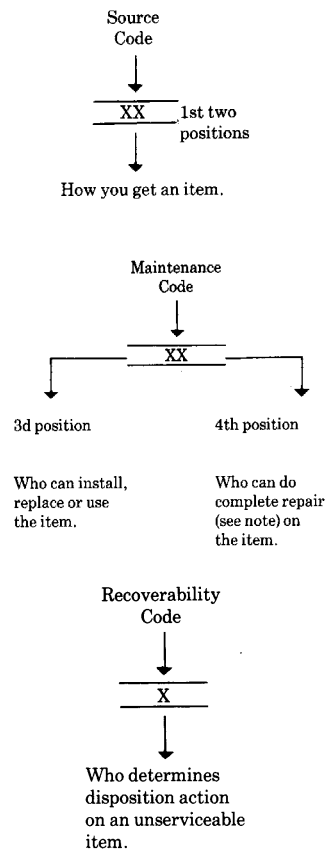 Source
Code
XX
1st two
positions
How you get an item.
Maintenance
Code
XX
3d position
4th position
Who can install,
replace or use
the item.
Who can do
complete repair
(see note) on
the item.
Recoverability
Code
X
Who determines
disposition action
on an unserviceable
item.